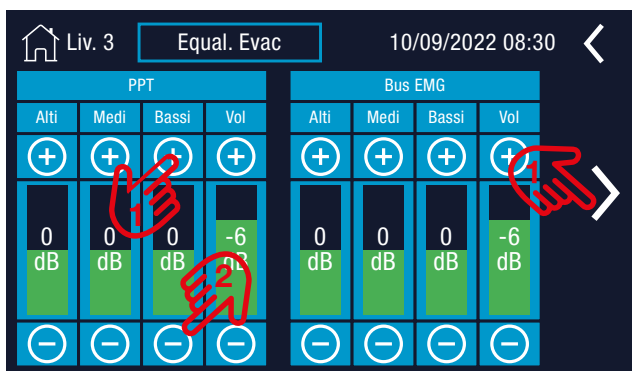 Liv. 3 Equal. Evac 10/09/2022 08:30
PPT Bus EMG
Alti Medi Bassi Vol Alti Medi Bassi Vol
+ + + + + + + +
1 1
0 0 0 -6 0 0 0 -6
dB dB dB dB dB dB dB dB
2
- - - - - - - -